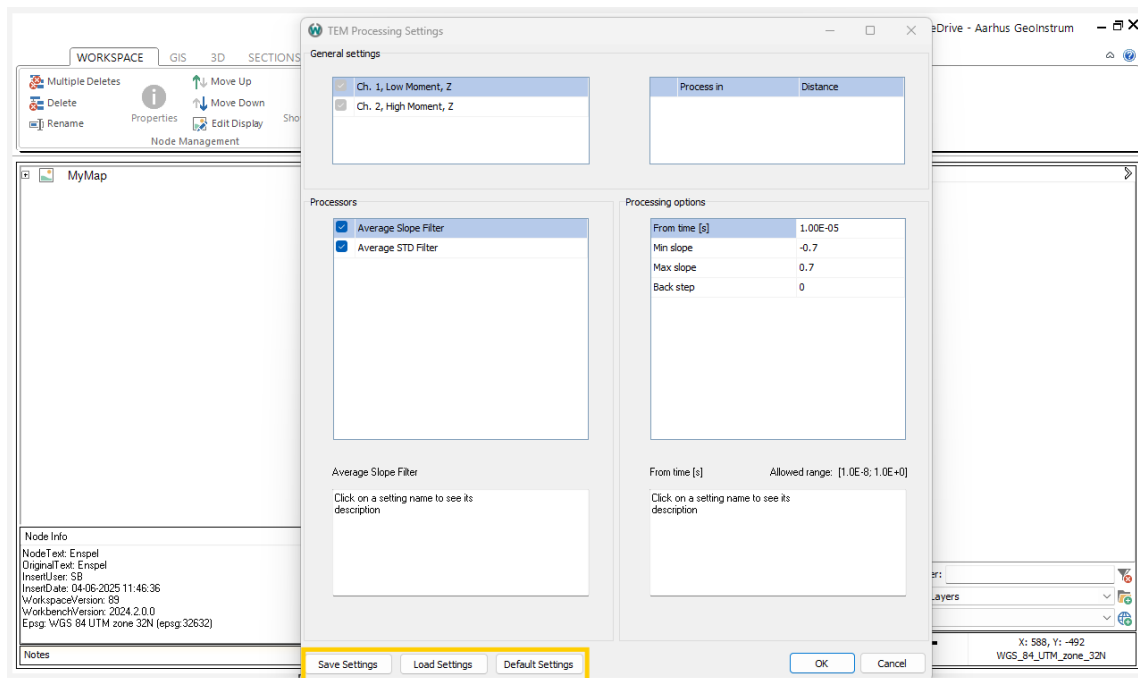 TEM Processing Settings
eDrive - Aarhus GeoInstrum
WORKSPACE GIS 3D SECTIONS
Multiple Deletes
Delete
Rename
Properties
Move Up
Move Down
Edit Display
Sho
Node Management
General settings
Ch. 1, Low Moment, Z
Ch. 2, High Moment, Z
Process in Distance
MyMap
Processors
Average Slope Filter
Average STD Filter
Processing options
From time [s] 1.00E-05
Min slope -0.7
Max slope 0.7
Back step 0
Average Slope Filter
Click on a setting name to see its
description
From time [s] Allowed range: [1.0E-8; 1.0E+0]
Click on a setting name to see its
description
Node Info
NodeText: Enspel
OriginalText: Enspel
InsertUser: SB
InsertDate: 04-06-2025 11:46:36
WorkspaceVersion: 89
WorkbenchVersion: 2024.2.0.0
Epsg: WGS 84 UTM zone 32N (epsg:32632)
Notes
er:
ayers
X: 588, Y: -492
WGS_84_UTM_zone_32N
Save Settings Load Settings Default Settings OK Cancel